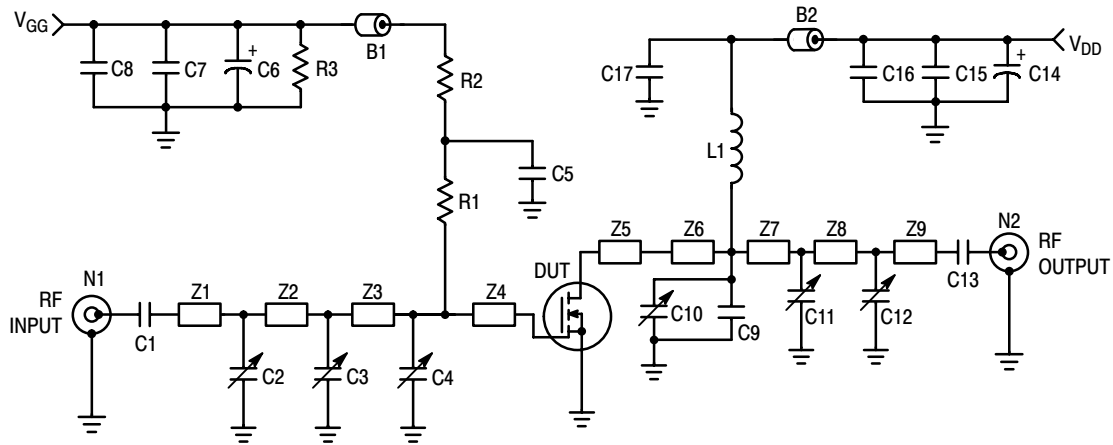 VGG
B1
B2
VDD
C8
C7
C6
+
R3
R2
C17
C16
C15
+
C14
C5
L1
R1
Z5
Z6
Z7
Z8
Z9
N2
RF
OUTPUT
N1
RF
INPUT
C1
Z1
Z2
Z3
Z4
DUT
C10
C9
C11
C12
C13
C2
C3
C4